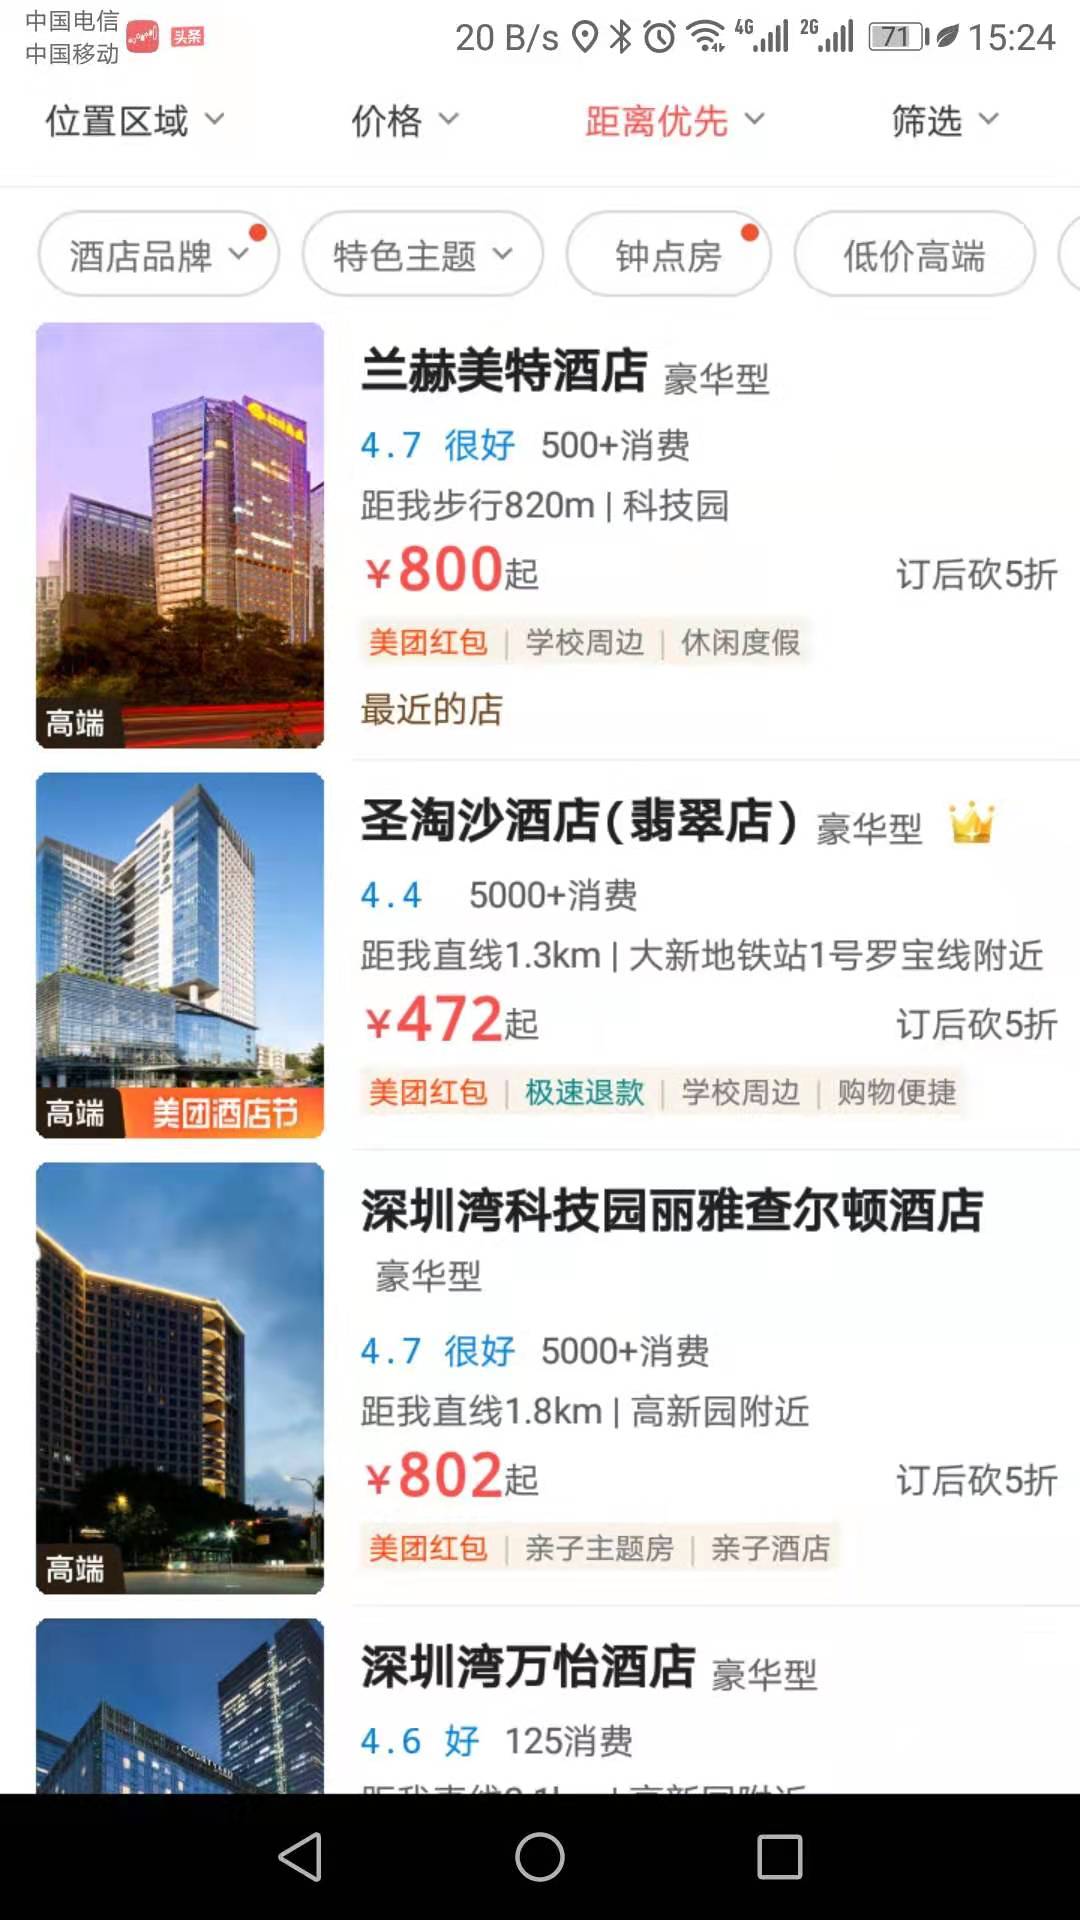 中国电信
中国移动
头条
20 B/s
4G
2G
71
15:24
位置区域
价格
距离优先
筛选
酒店品牌
特色主题
钟点房
低价高端
兰赫美特酒店 豪华型
4.7 很好 500+消费
距我步行820m | 科技园
¥800起
订后砍5折
美团红包 | 学校周边 | 休闲度假
最近的店
高端
圣淘沙酒店(翡翠店) 豪华型
4.4 5000+消费
距我直线1.3km | 大新地铁站1号罗宝线附近
¥472起
订后砍5折
美团红包 | 极速退款 | 学校周边 | 购物便捷
高端
美团酒店节
深圳湾科技园丽雅查尔顿酒店
豪华型
4.7 很好 5000+消费
距我直线1.8km | 高新园附近
¥802起
订后砍5折
美团红包 | 亲子主题房 | 亲子酒店
高端
深圳湾万怡酒店 豪华型
4.6 好 125消费
COURTYARD